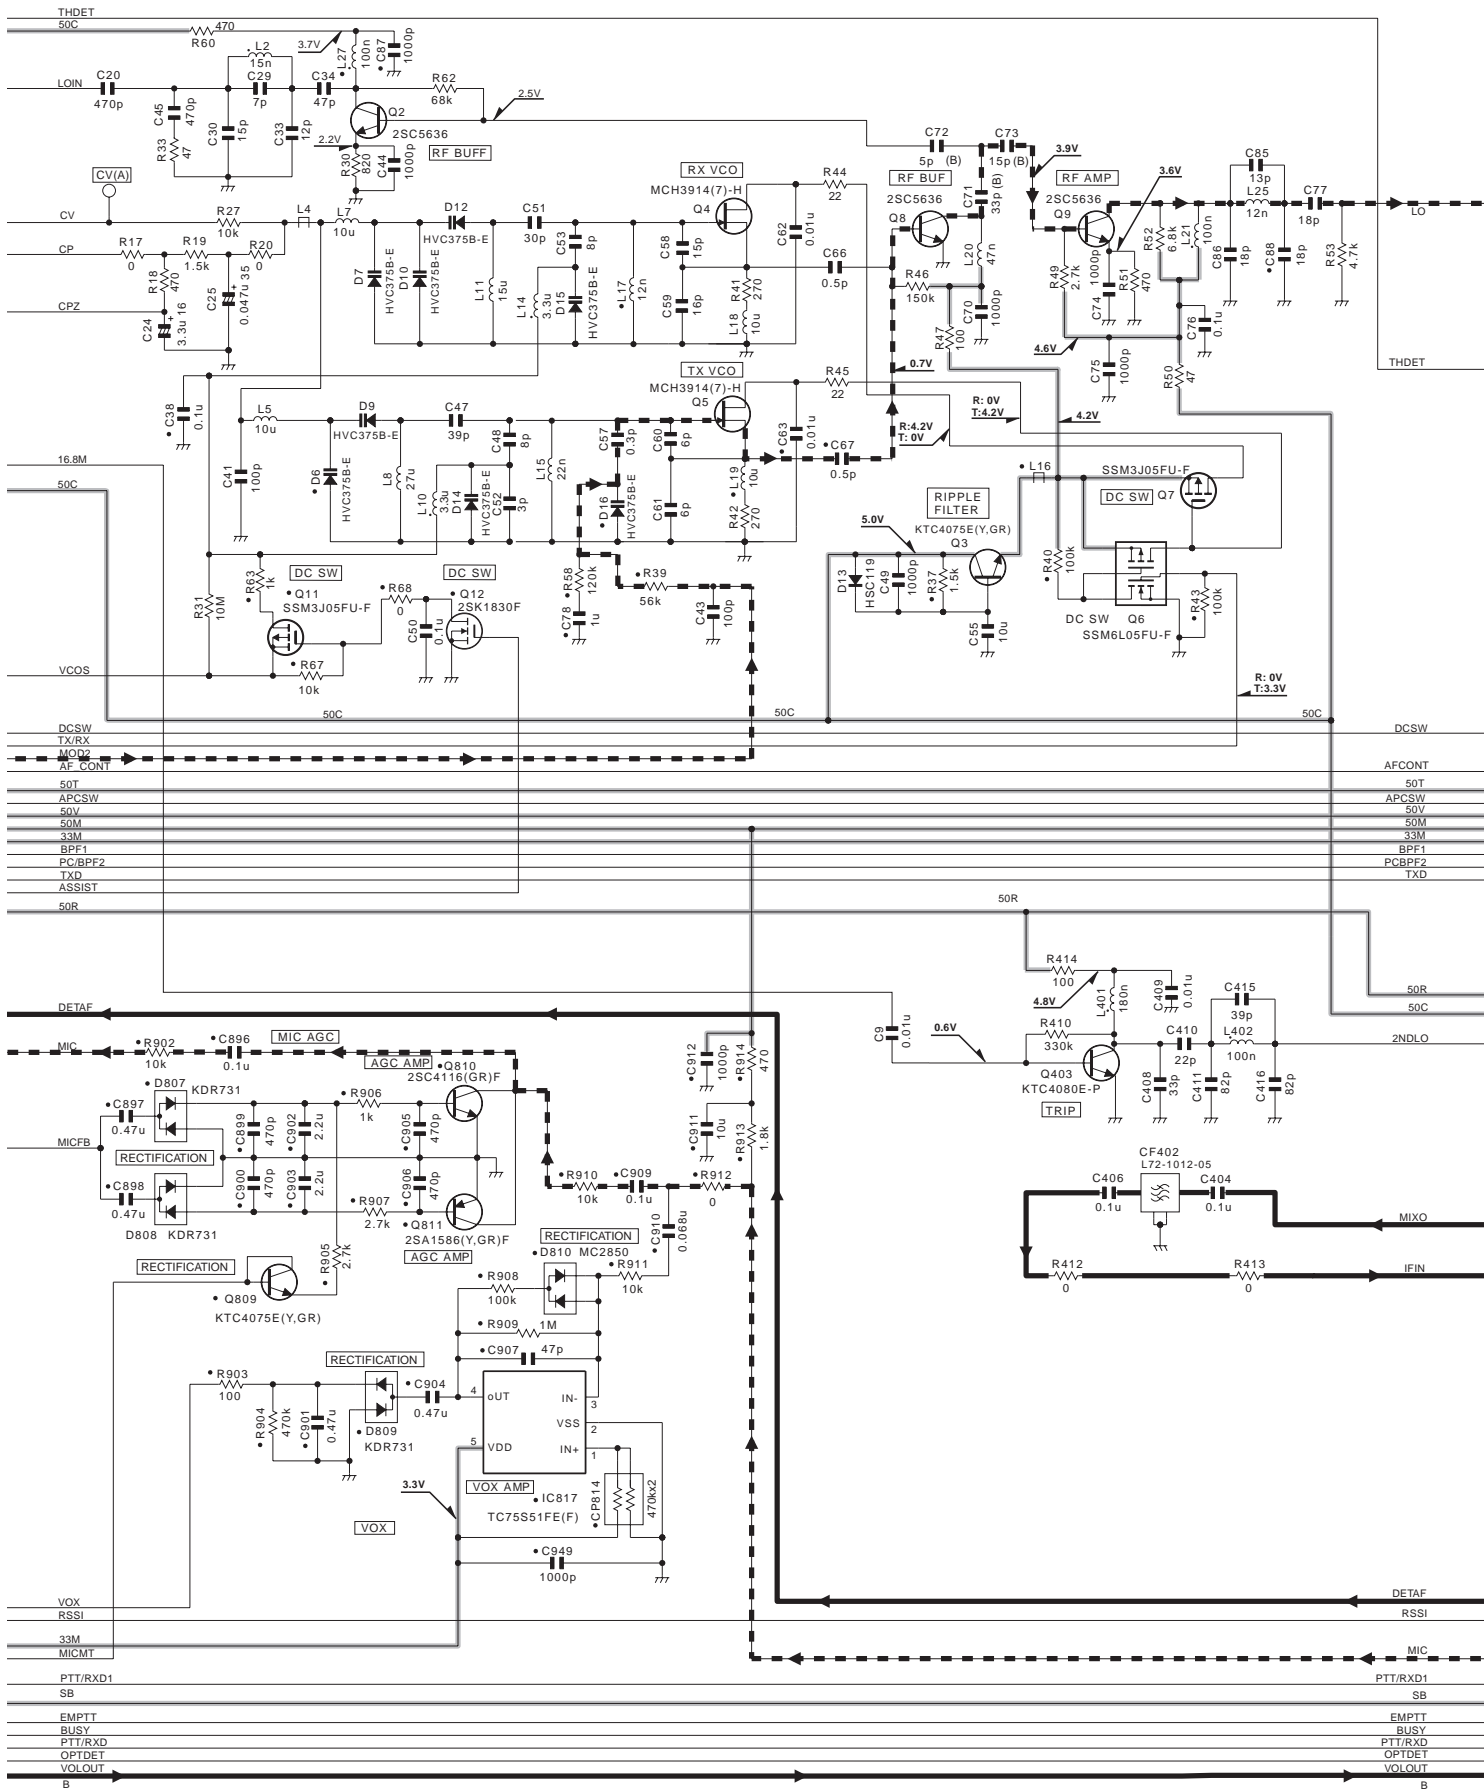 THDET
50C
R60
470
3.7V
L27
100n
C87
1000p
L2
15n
LOIN
C20
470p
C29
7p
C34
47p
R62
68k
2.5V
C45
470p
R33
47
C30
15p
C33
12p
Q2
2SC5636
RF BUFF
2.2V
R30
820
C44
1000p
C72
5p (B)
C73
15p (B)
3.9V
C71
33p (B)
RF BUF
2SC5636
Q8
RF AMP
2SC5636
Q9
3.6V
C85
13p
L25
12n
C77
18p
LO
CV(A)
CV
R27
10k
L4
L7
10u
D12
HVC375B-E
C51
30p
RX VCO
MCH3914(7)-H
Q4
R44
22
CP
R17
0
R19
1.5k
R20
0
R18
470
C25
0.047u 35
CPZ
C24
3.3u 16
D7
HVC375B-E
D10
HVC375B-E
L11
15u
L14
3.3u
C53
8p
D15
HVC375B-E
L17
12n
C58
15p
C59
16p
R41
270
L18
10u
C62
0.01u
C66
0.5p
R46
150k
L20
47n
R47
100
C70
1000p
R49
2.7k
C74
1000p
R51
470
R52
6.8k
L21
100n
C86
18p
C88
18p
R53
4.7k
C76
0.1u
4.6V
C75
1000p
R50
47
THDET
0.7V
TX VCO
MCH3914(7)-H
Q5
R45
22
R: 0V
T:4.2V
4.2V
R:4.2V
T: 0V
C38
0.1u
L5
10u
D9
HVC375B-E
C47
39p
C41
100p
D6
HVC375B-E
L8
27u
L10
3.3u
D14
HVC375B-E
C48
8p
C52
3p
L15
22n
C57
0.3p
D16
HVC375B-E
C60
6p
C61
6p
L19
10u
R42
270
C63
0.01u
C67
0.5p
16.8M
50C
L16
SSM3J05FU-F
DC SW
Q7
RIPPLE
FILTER
KTC4075E(Y,GR)
Q3
5.0V
D13
HSC119
C49
1000p
R37
1.5k
C55
10u
R40
100k
R43
100k
DC SW
Q6
SSM6L05FU-F
R63
1k
DC SW
Q11
SSM3J05FU-F
R68
0
DC SW
Q12
2SK1830F
R31
10M
C50
0.1u
R58
120k
C78
1u
R39
56k
C43
100p
VCOS
R67
10k
R: 0V
T:3.3V
50C
50C
50C
DCSW
DCSW
TX/RX
MOD2
AF_CONT
AFCONT
50T
50T
APCSW
APCSW
50V
50V
50M
50M
33M
33M
BPF1
BPF1
PC/BPF2
PCBPF2
TXD
TXD
ASSIST
50R
50R
R414
100
4.8V
L401
180n
C409
0.01u
C415
39p
50R
DETAF
50C
C9
0.01u
0.6V
R410
330k
C410
22p
L402
100n
2NDLO
Q403
KTC4080E-P
TRIP
C408
33p
C411
82p
C416
82p
MIC
R902
10k
C896
0.1u
MIC AGC
AGC AMP
Q810
2SC4116(GR)F
C912
1000p
R914
470
D807
KDR731
C897
0.47u
R906
1k
C899
470p
C902
2.2u
C905
470p
C911
10u
R913
1.8k
MICFB
RECTIFICATION
C898
0.47u
C900
470p
C903
2.2u
C906
470p
R907
2.7k
D808 KDR731
Q811
2SA1586(Y,GR)F
AGC AMP
R910
10k
C909
0.1u
R912
0
C910
0.068u
CF402
L72-1012-05
C406
0.1u
C404
0.1u
MIXO
R412
0
R413
0
IFIN
RECTIFICATION
R905
2.7k
Q809
KTC4075E(Y,GR)
RECTIFICATION
D810 MC2850
R908
100k
R911
10k
R909
1M
C907
47p
RECTIFICATION
R903
100
C904
0.47u
R904
470k
C901
0.47u
D809
KDR731
4
oUT
IN-
3
VSS
2
5
VDD
IN+
1
3.3V
VOX AMP
IC817
TC75S51FE(F)
CP814
470kx2
VOX
C949
1000p
DETAF
VOX
RSSI
RSSI
33M
MICMT
MIC
PTT/RXD1
PTT/RXD1
SB
SB
EMPTT
EMPTT
BUSY
BUSY
PTT/RXD
PTT/RXD
OPTDET
OPTDET
VOLOUT
VOLOUT
B
B